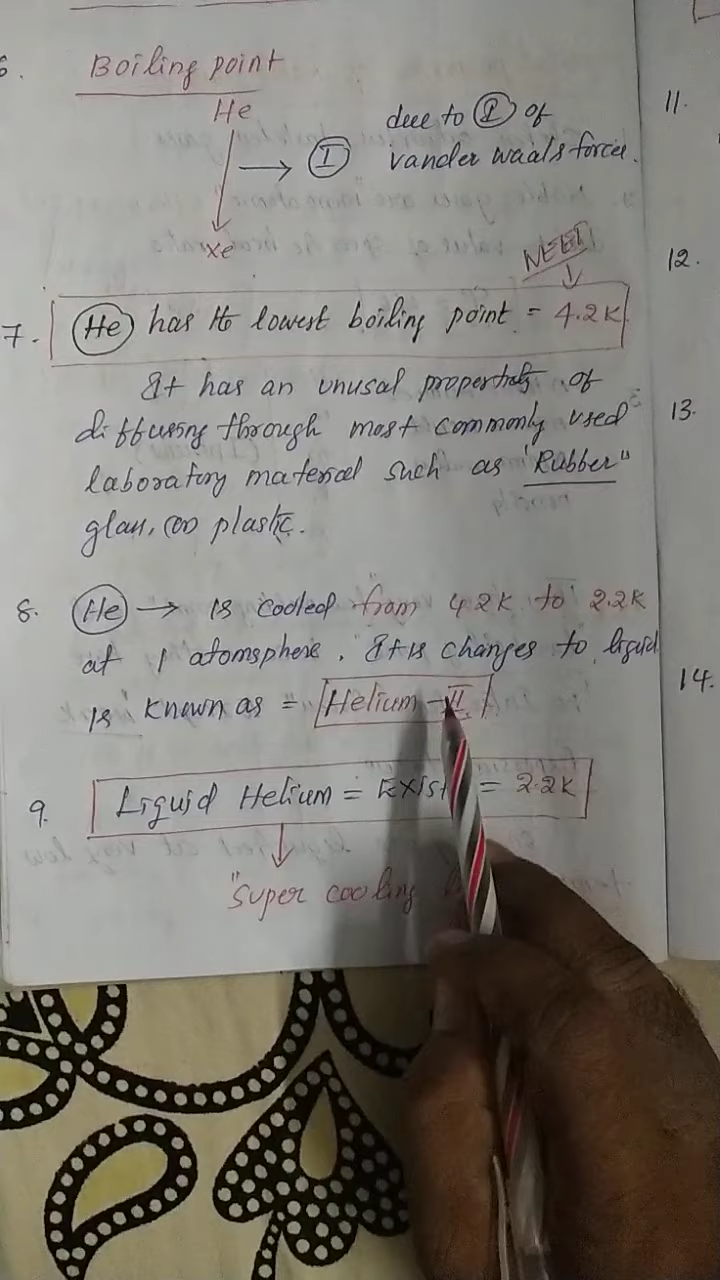 6. Boiling point
He
→ (I) due to (I) of
vander waals forces.
xe
NEET
7. (He) has its lowest boiling point = 4.2K
It has an unusal property of
diffusing through most commonly used
laboratory material such as "Rubber"
glass, (or) plastic.
8. (He) → is cooled from 4.2K to 2.2K
at 1 atomsphere. It is changes to liquid
is known as = Helium - II
9. Liquid Helium = Exist = 2.2K
"Super cooling
11.
12.
13.
14.